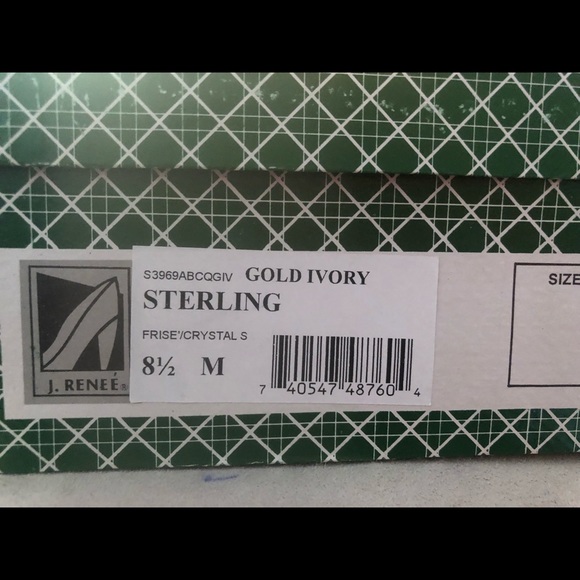 S3969ABCQGIV GOLD IVORY
STERLING
FRISE'/CRYSTAL S
8½ M
7 40547 48760 4
J. RENEÉ®
SIZE